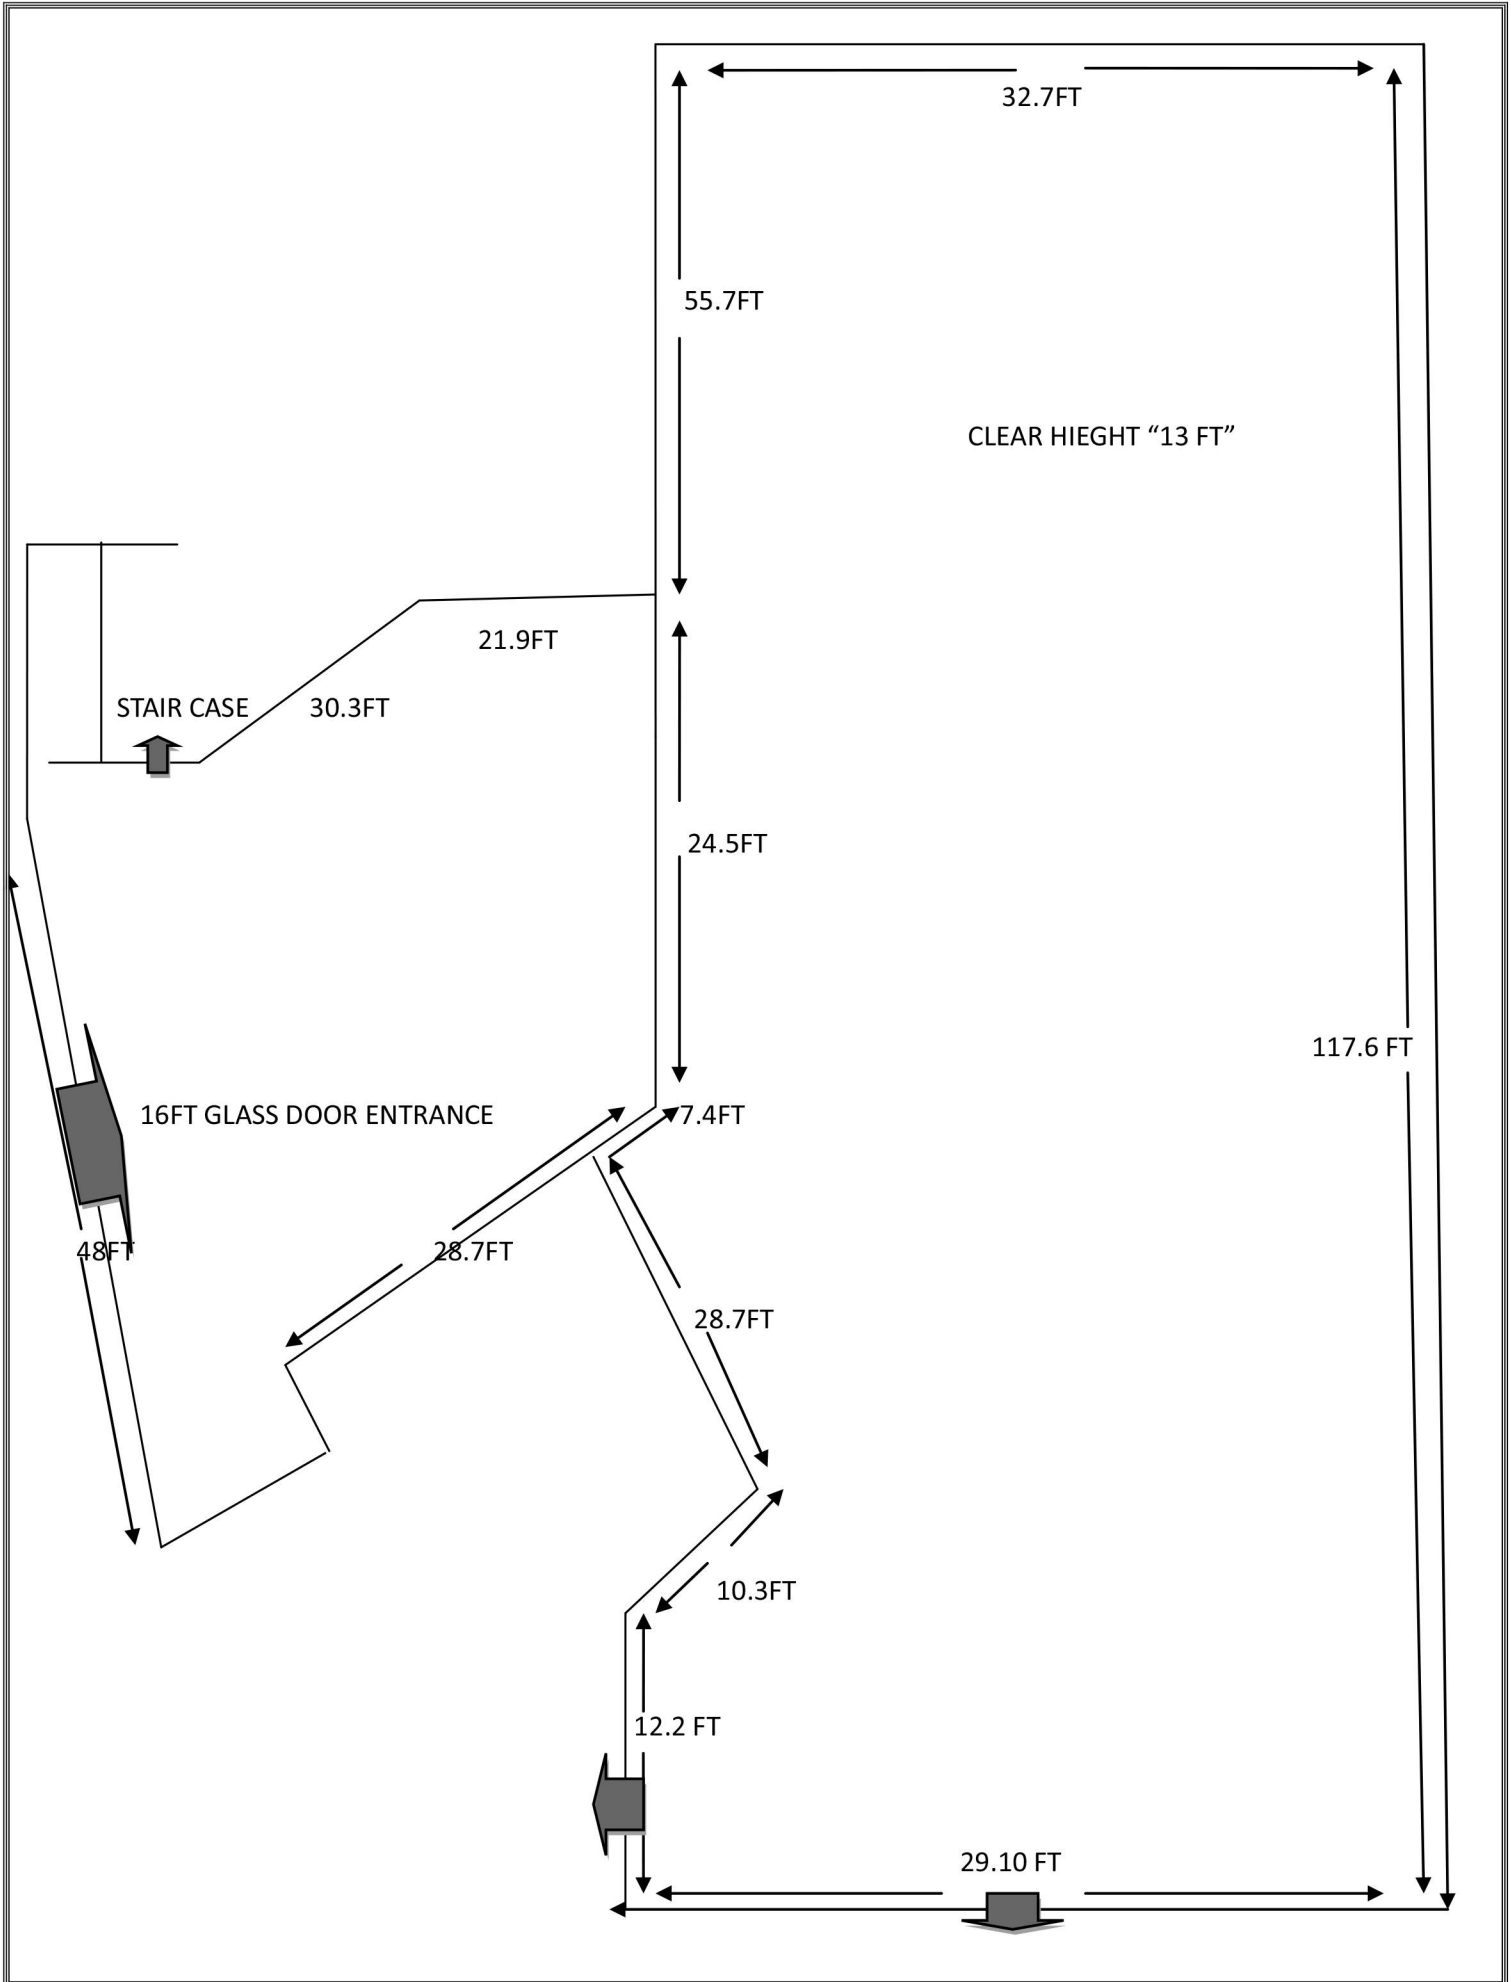 32.7FT
55.7FT
CLEAR HIEGHT “13 FT”
21.9FT
STAIR CASE
30.3FT
24.5FT
117.6 FT
16FT GLASS DOOR ENTRANCE
7.4FT
48FT
28.7FT
28.7FT
10.3FT
12.2 FT
29.10 FT